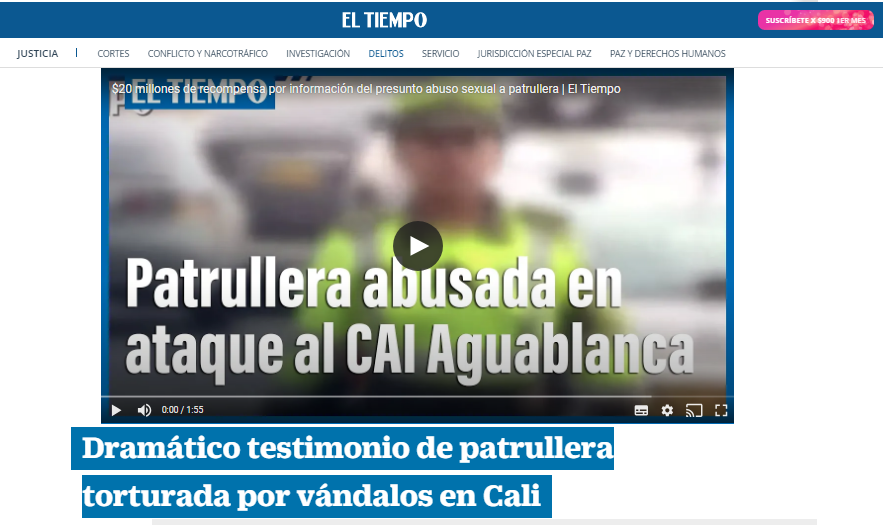 EL TIEMPO
SUSCRÍBETE X $900 1ER MES
JUSTICIA
CORTES
CONFLICTO Y NARCOTRÁFICO
INVESTIGACIÓN
DELITOS
SERVICIO
JURISDICCIÓN ESPECIAL PAZ
PAZ Y DERECHOS HUMANOS
$20 millones de recompensa por información del presunto abuso sexual a patrullera | El Tiempo
EL TIEMPO
Patrullera abusada en
ataque al CAI Aguablanca
0:00 / 1:55
Dramático testimonio de patrullera
torturada por vándalos en Cali